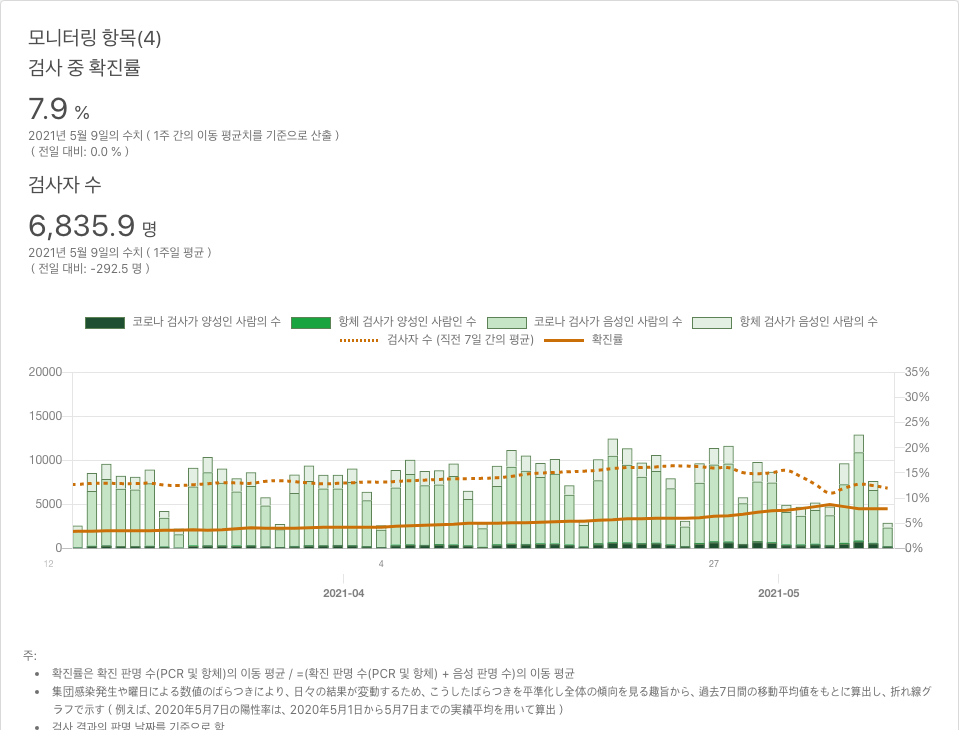 모니터링 항목(4)
검사 중 확진률
7.9 %
2021년 5월 9일의 수치 ( 1주 간의 이동 평균치를 기준으로 산출 )
( 전일 대비: 0.0 % )
검사자 수
6,835.9 명
2021년 5월 9일의 수치 ( 1주일 평균 )
( 전일 대비: -292.5 명 )
코로나 검사가 양성인 사람의 수 항체 검사가 양성인 사람인 수 코로나 검사가 음성인 사람의 수 항체 검사가 음성인 사람의 수
검사자 수 (직전 7일 간의 평균) 확진률
20000 35%
30%
15000
25%
20%
10000
15%
10%
5000
5%
0 0%
12 4 27
2021-04 2021-05
주:
• 확진률은 확진 판명 수(PCR 및 항체)의 이동 평균 / =(확진 판명 수(PCR 및 항체) + 음성 판명 수)의 이동 평균
• 集団感染発生や曜日による数値のばらつきにより、日々の結果が変動するため、こうしたばらつきを平準化し全体の傾向を見る趣旨から、過去7日間の移動平均値をもとに算出し、折れ線グ
ラフで示す ( 例えば、2020年5月7日の陽性率は、2020年5月1日から5月7日までの実績平均を用いて算出 )
• 검사 결과의 판명 날짜를 기준으로 함